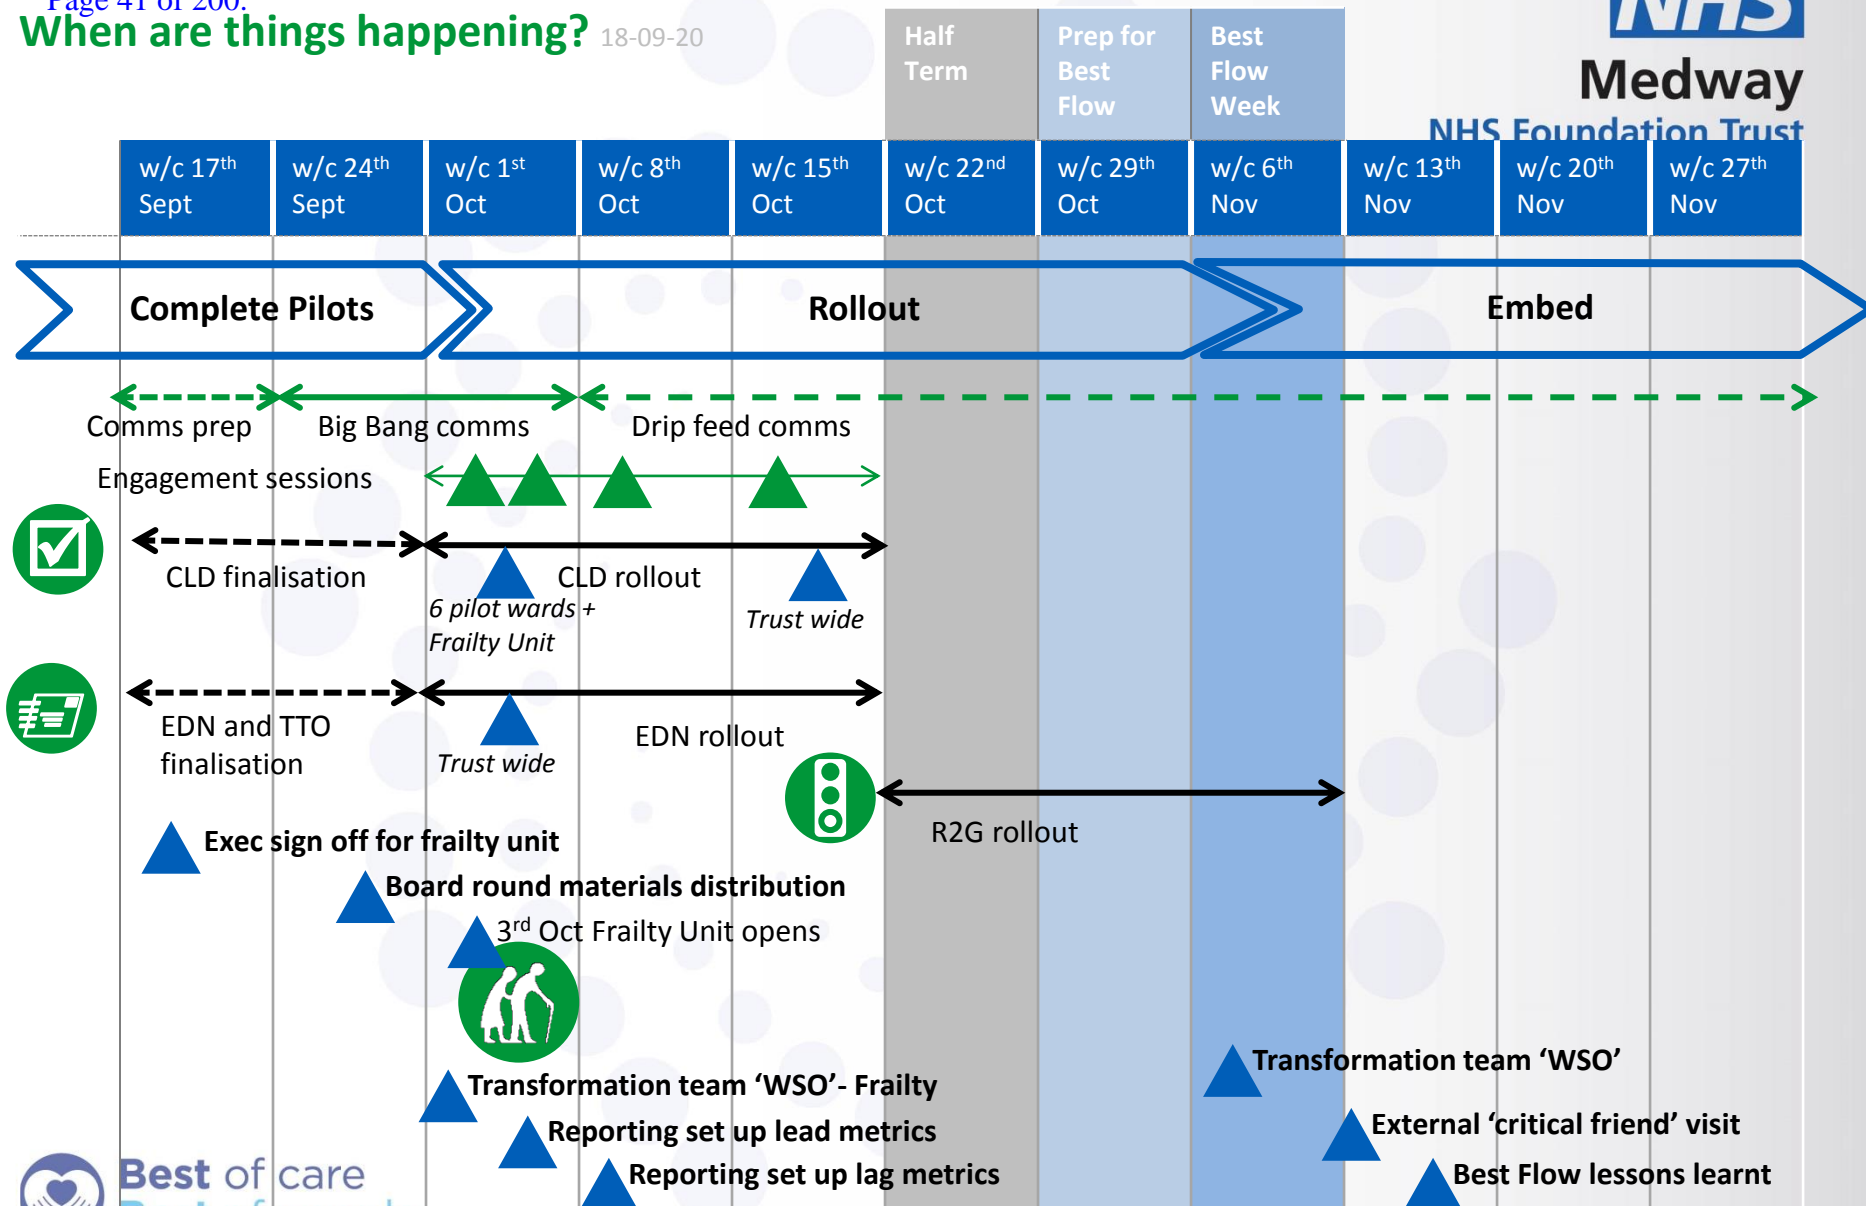 Page 41 of 200.
When are things happening? 18-09-20
NHS
Medway
NHS Foundation Trust
Half
Term
Prep for
Best
Flow
Best
Flow
Week
w/c 17th
Sept
w/c 24th
Sept
w/c 1st
Oct
w/c 8th
Oct
w/c 15th
Oct
w/c 22nd
Oct
w/c 29th
Oct
w/c 6th
Nov
w/c 13th
Nov
w/c 20th
Nov
w/c 27th
Nov
Complete Pilots
Rollout
Embed
Comms prep
Big Bang comms
Drip feed comms
Engagement sessions
CLD finalisation
CLD rollout
6 pilot wards +
Frailty Unit
Trust wide
EDN and TTO
finalisation
Trust wide
EDN rollout
R2G rollout
Exec sign off for frailty unit
Board round materials distribution
3rd Oct Frailty Unit opens
Transformation team ‘WSO’
Transformation team ‘WSO’- Frailty
External ‘critical friend’ visit
Reporting set up lead metrics
Best Flow lessons learnt
Reporting set up lag metrics
Best of care